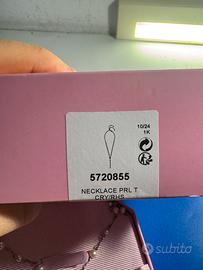 10/24
1K
5720855
NECKLACE PRL T
CRY/RHS
subito